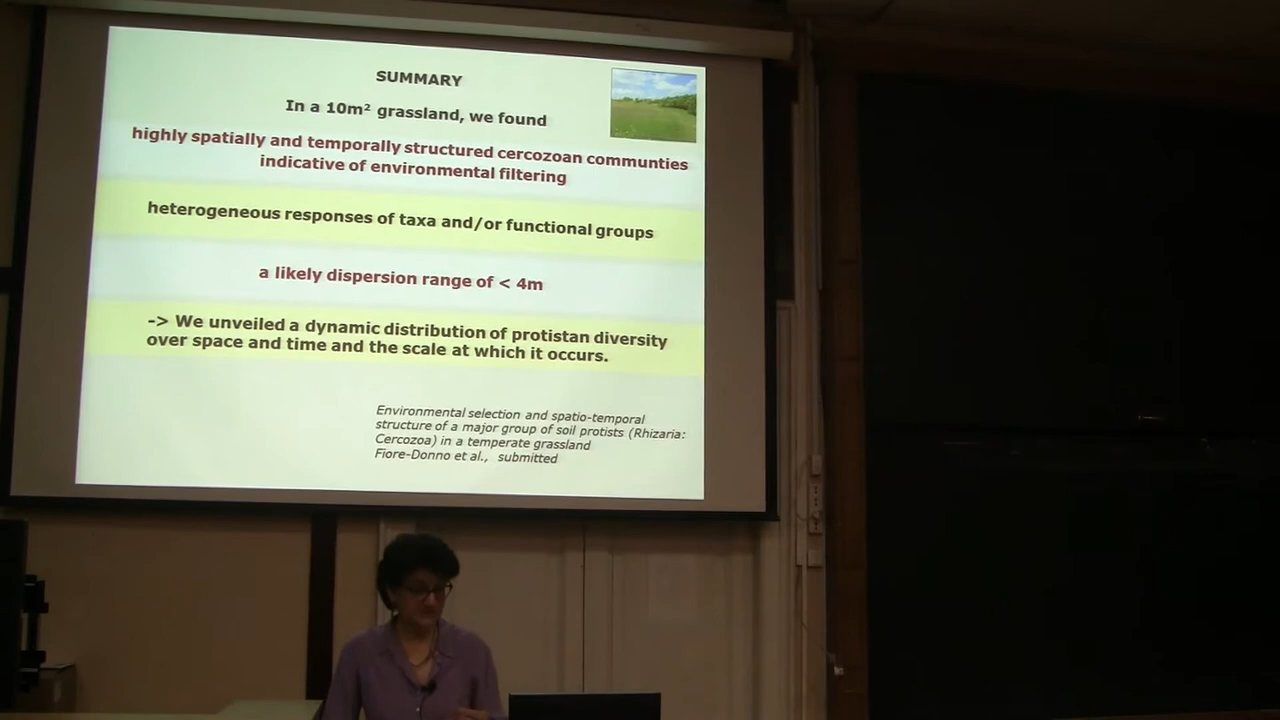 SUMMARY
In a 10m² grassland, we found
highly spatially and temporally structured cercozoan communties
indicative of environmental filtering
heterogeneous responses of taxa and/or functional groups
a likely dispersion range of < 4m
-> We unveiled a dynamic distribution of protistan diversity
over space and time and the scale at which it occurs.
Environmental selection and spatio-temporal
structure of a major group of soil protists (Rhizaria:
Cercozoa) in a temperate grassland
Fiore-Donno et al., submitted